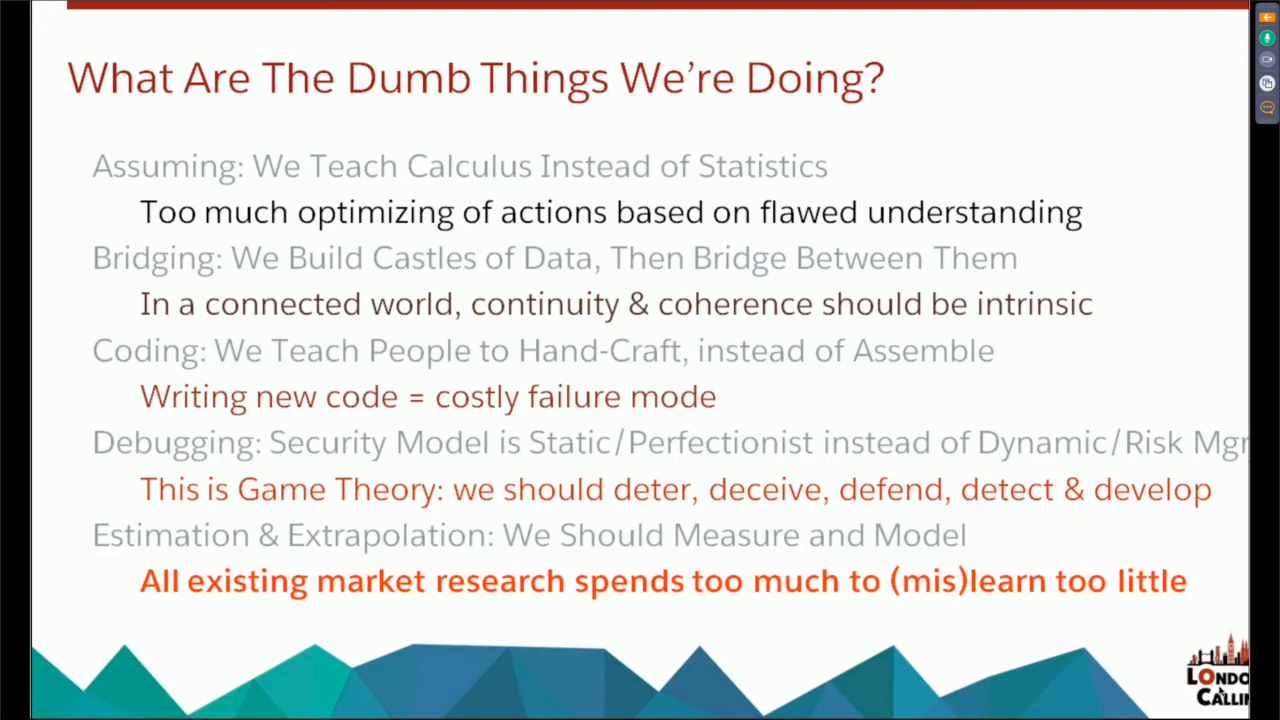 What Are The Dumb Things We're Doing?
Assuming: We Teach Calculus Instead of Statistics
Too much optimizing of actions based on flawed understanding
Bridging: We Build Castles of Data, Then Bridge Between Them
In a connected world, continuity & coherence should be intrinsic
Coding: We Teach People to Hand-Craft, instead of Assemble
Writing new code = costly failure mode
Debugging: Security Model is Static/Perfectionist instead of Dynamic/Risk Mgr
This is Game Theory: we should deter, deceive, defend, detect & develop
Estimation & Extrapolation: We Should Measure and Model
All existing market research spends too much to (mis)learn too little
LONDO
CALLIN